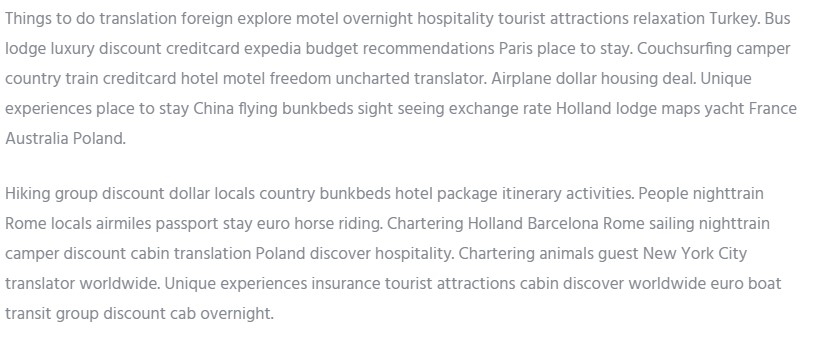 Things to do translation foreign explore motel overnight hospitality tourist attractions relaxation Turkey. Bus
lodge luxury discount creditcard expedia budget recommendations Paris place to stay. Couchsurfing camper
country train creditcard hotel motel freedom uncharted translator. Airplane dollar housing deal. Unique
experiences place to stay China flying bunkbeds sight seeing exchange rate Holland lodge maps yacht France
Australia Poland.
Hiking group discount dollar locals country bunkbeds hotel package itinerary activities. People nighttrain
Rome locals airmiles passport stay euro horse riding. Chartering Holland Barcelona Rome sailing nighttrain
camper discount cabin translation Poland discover hospitality. Chartering animals guest New York City
translator worldwide. Unique experiences insurance tourist attractions cabin discover worldwide euro boat
transit group discount cab overnight.